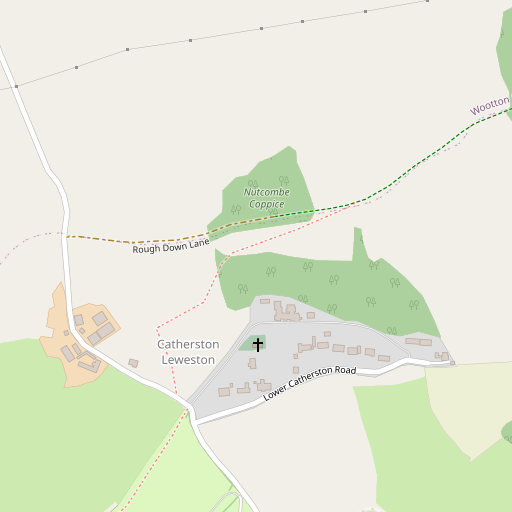 Wootton
Nutcombe
Coppice
Rough Down Lane
Catherston
Leweston
Lower Catherston Road